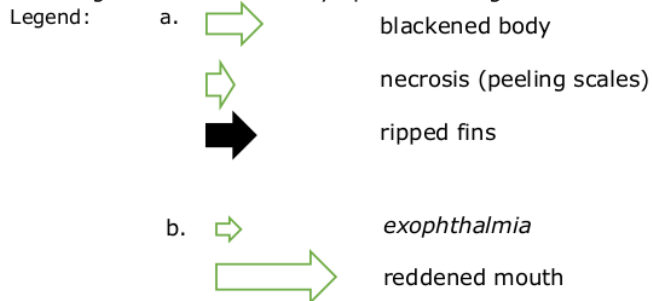 Legend: a. blackened body
necrosis (peeling scales)
ripped fins
b. exophthalmia
reddened mouth